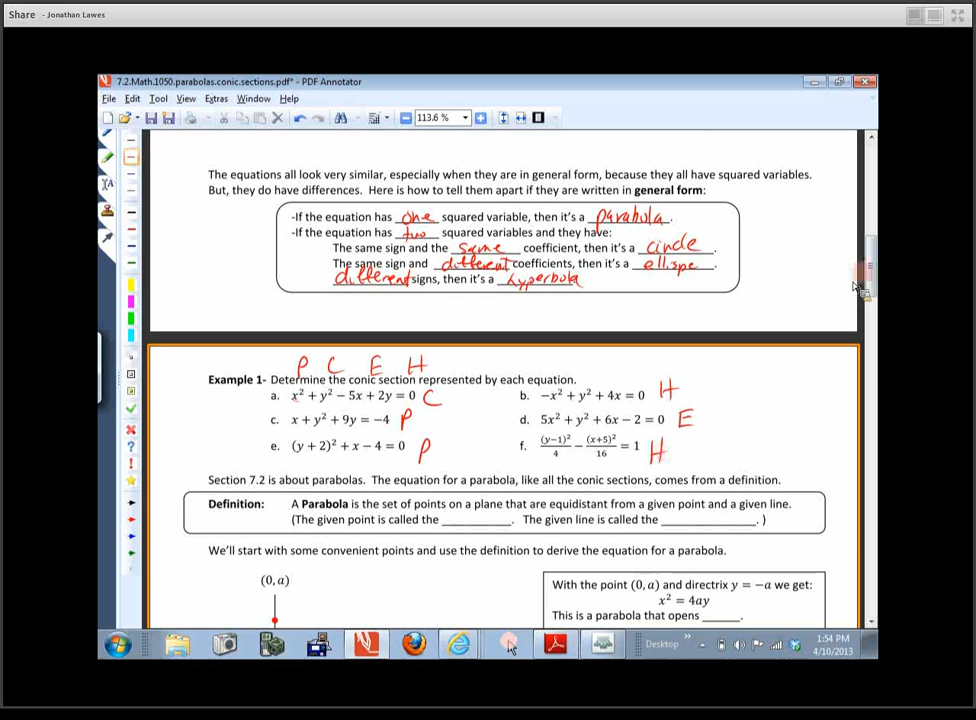 Share - Jonathan Lawes
7.2.Math.1050.parabolas.conic.sections.pdf* - PDF Annotator
File Edit Tool View Extras Window Help
113.6 %
The equations all look very similar, especially when they are in general form, because they all have squared variables.
But, they do have differences. Here is how to tell them apart if they are written in general form:
-If the equation has one squared variable, then it's a parabola.
-If the equation has two squared variables and they have:
The same sign and the same coefficient, then it's a circle.
The same sign and different coefficients, then it's a ellispe.
different signs, then it's a hyperbola
P C E H
Example 1- Determine the conic section represented by each equation.
a. x² + y² − 5x + 2y = 0 C b. −x² + y² + 4x = 0 H
c. x + y² + 9y = −4 P d. 5x² + y² + 6x − 2 = 0 E
e. (y + 2)² + x − 4 = 0 P f. (y−1)²/4 − (x+5)²/16 = 1 H
Section 7.2 is about parabolas. The equation for a parabola, like all the conic sections, comes from a definition.
Definition: A Parabola is the set of points on a plane that are equidistant from a given point and a given line.
(The given point is called the __________. The given line is called the ______________. )
We'll start with some convenient points and use the definition to derive the equation for a parabola.
(0, a)
With the point (0, a) and directrix y = −a we get:
x² = 4ay
This is a parabola that opens ______.
Desktop
1:54 PM
4/10/2013